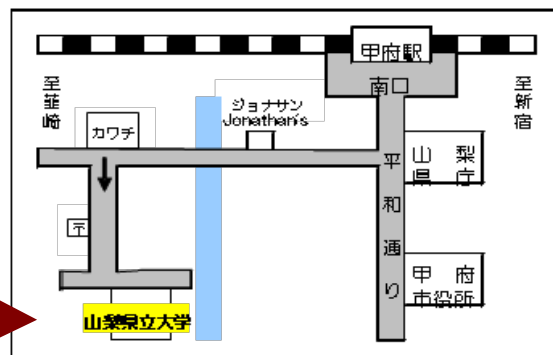 甲府駅
南口
至韮崎
至新宿
ジョナサン
Jonathan's
カワチ
平和通り
山梨
県庁
〒
甲府
市役所
山梨県立大学